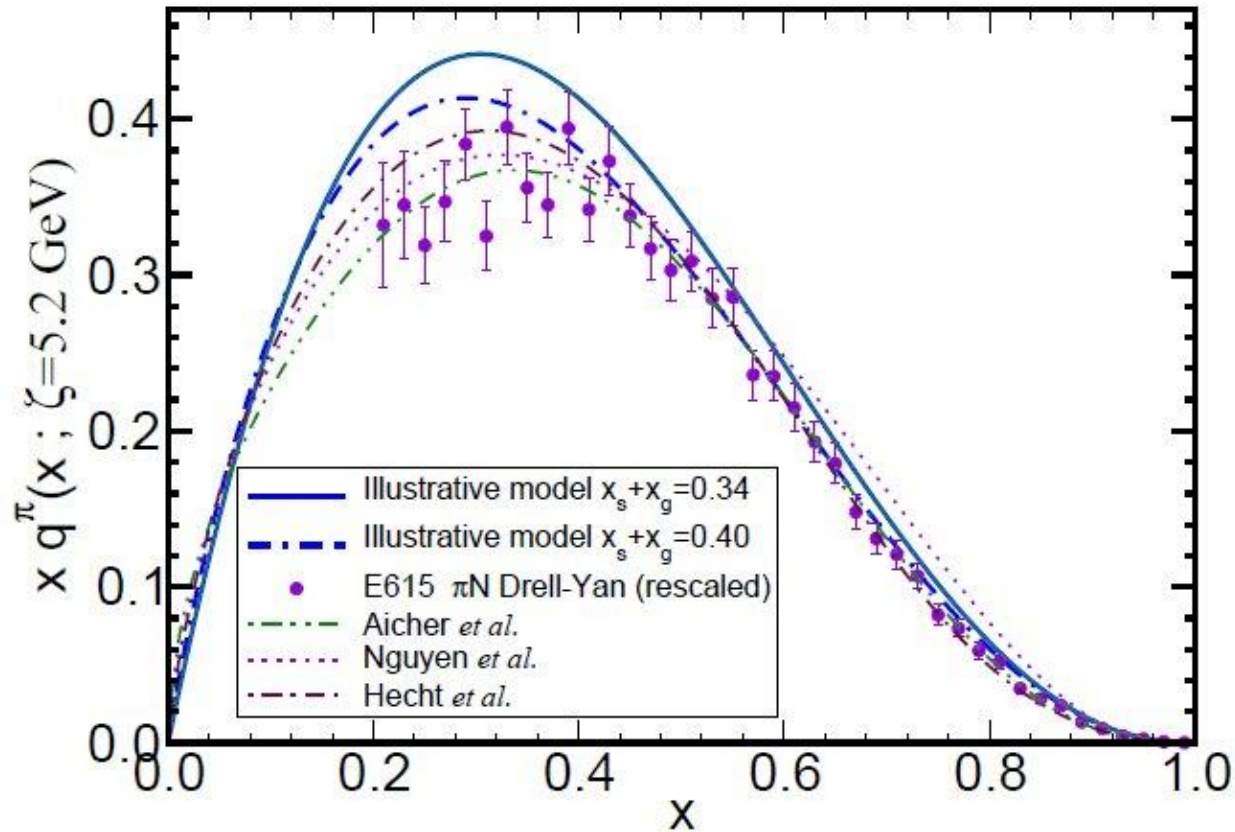 x q^π(x ; ζ=5.2 GeV)
0.4
0.3
0.2
0.1
0.0
Illustrative model x_s+x_g=0.34
Illustrative model x_s+x_g=0.40
E615 πN Drell-Yan (rescaled)
Aicher et al.
Nguyen et al.
Hecht et al.
0.0 0.2 0.4 0.6 0.8 1.0
x